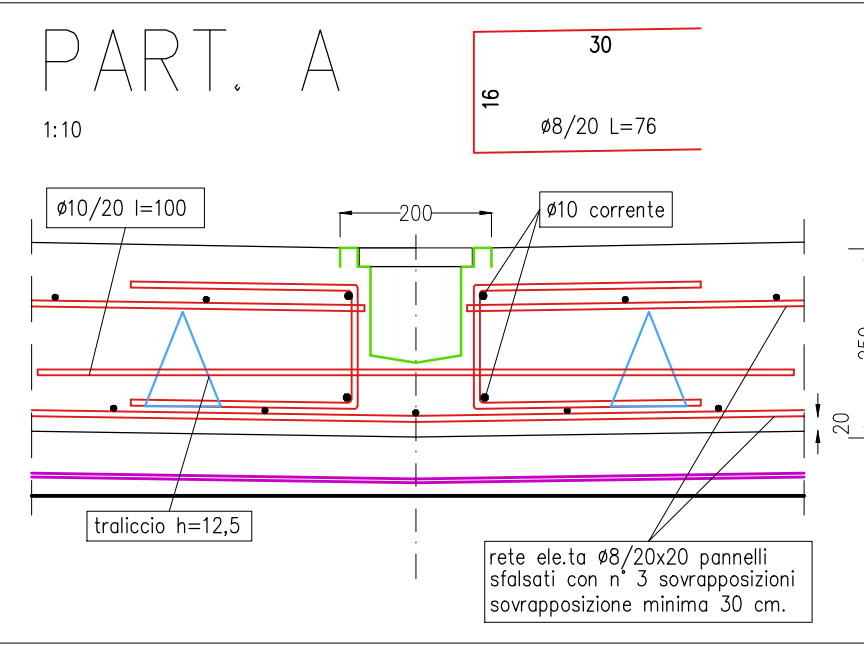 PART. A
1:10
30
16
ø8/20 L=76
ø10/20 l=100
200
ø10 corrente
20
traliccio h=12,5
rete ele.ta ø8/20x20 pannelli
sfalsati con n° 3 sovrapposizioni
sovrapposizione minima 30 cm.